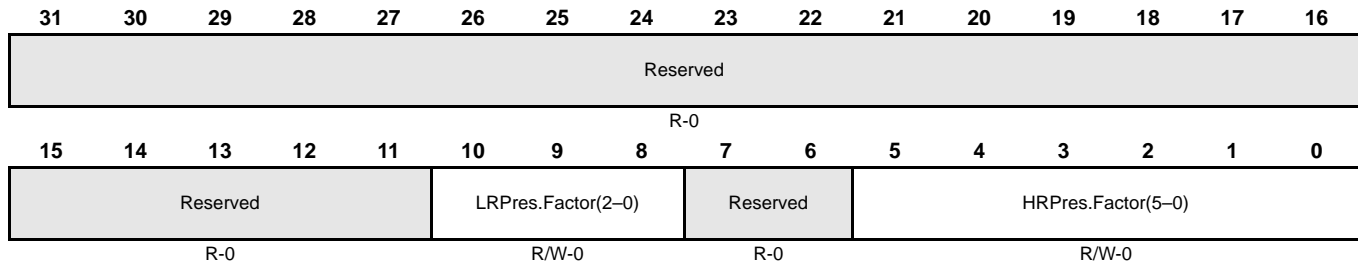 31 30 29 28 27 26 25 24 23 22 21 20 19 18 17 16
Reserved
R-0
15 14 13 12 11 10 9 8 7 6 5 4 3 2 1 0
Reserved LRPres.Factor(2–0) Reserved HRPres.Factor(5–0)
R-0 R/W-0 R-0 R/W-0